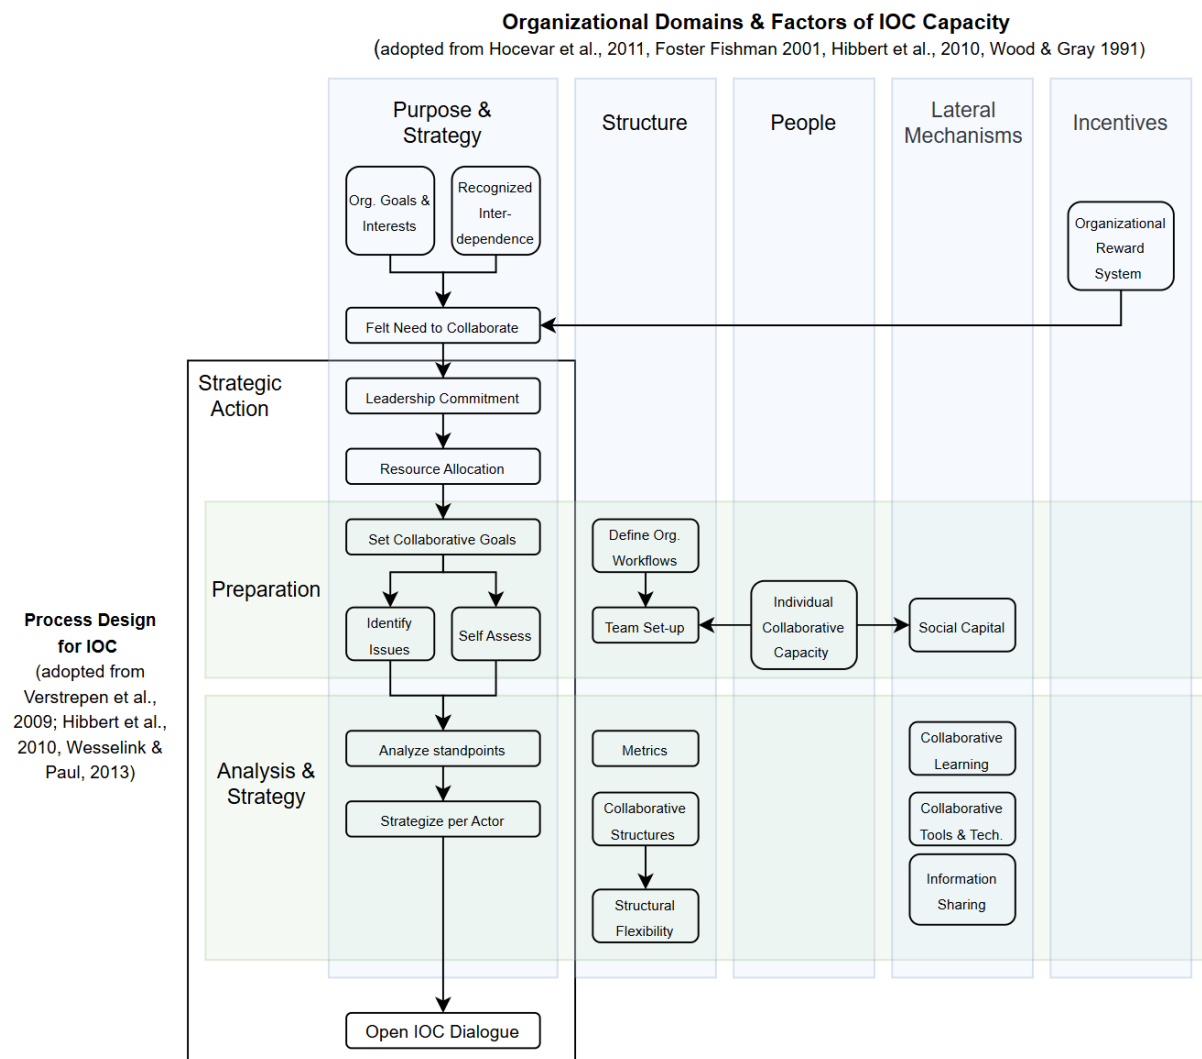 Organizational Domains & Factors of IOC Capacity
(adopted from Hocevar et al., 2011, Foster Fishman 2001, Hibbert et al., 2010, Wood & Gray 1991)
Purpose &
Strategy
Structure
People
Lateral
Mechanisms
Incentives
Org. Goals &
Interests
Recognized
Inter-
dependence
Organizational
Reward
System
Felt Need to Collaborate
Strategic
Action
Leadership Commitment
Resource Allocation
Preparation
Set Collaborative Goals
Define Org.
Workflows
Identify
Issues
Self Assess
Team Set-up
Individual
Collaborative
Capacity
Social Capital
Process Design
for IOC
(adopted from
Verstrepen et al.,
2009; Hibbert et al.,
2010, Wesselink &
Paul, 2013)
Analysis &
Strategy
Analyze standpoints
Metrics
Collaborative
Learning
Strategize per Actor
Collaborative
Structures
Collaborative
Tools & Tech.
Structural
Flexibility
Information
Sharing
Open IOC Dialogue